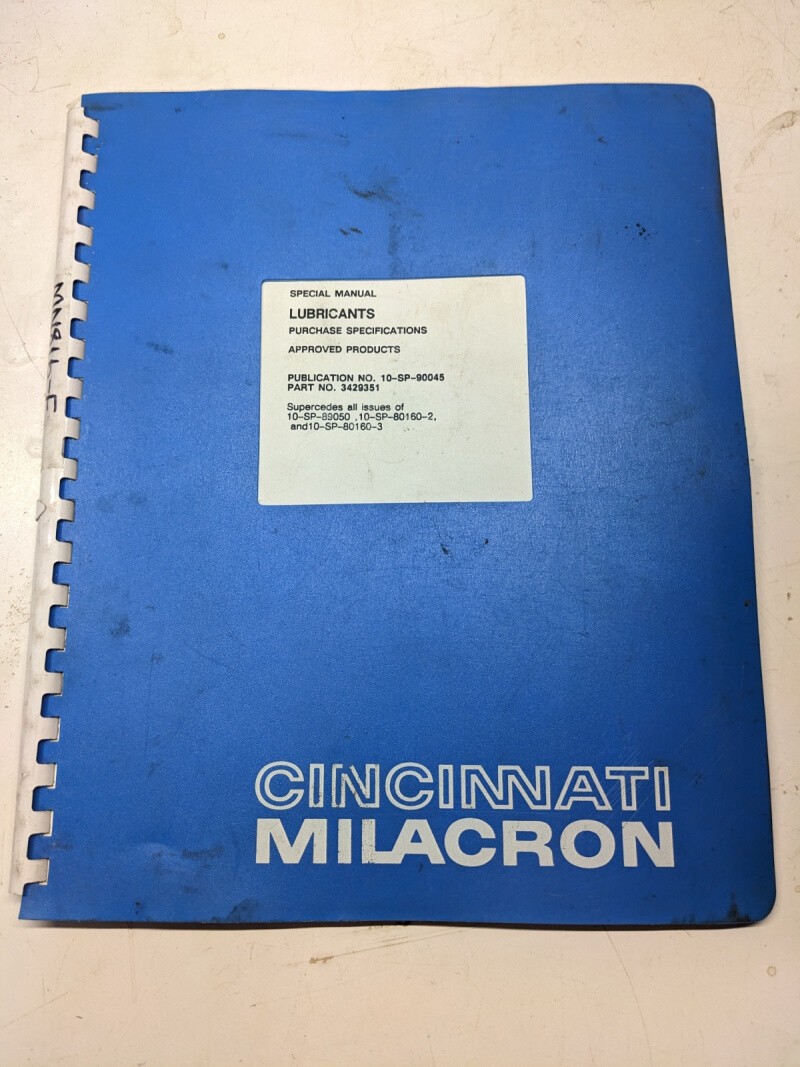 SPECIAL MANUAL
LUBRICANTS
PURCHASE SPECIFICATIONS
APPROVED PRODUCTS
PUBLICATION NO. 10-SP-90045
PART NO. 3429351
Supercedes all issues of
10-SP-89050 ,10-SP-80160-2,
and10-SP-80160-3
CINCINNATI
MILACRON